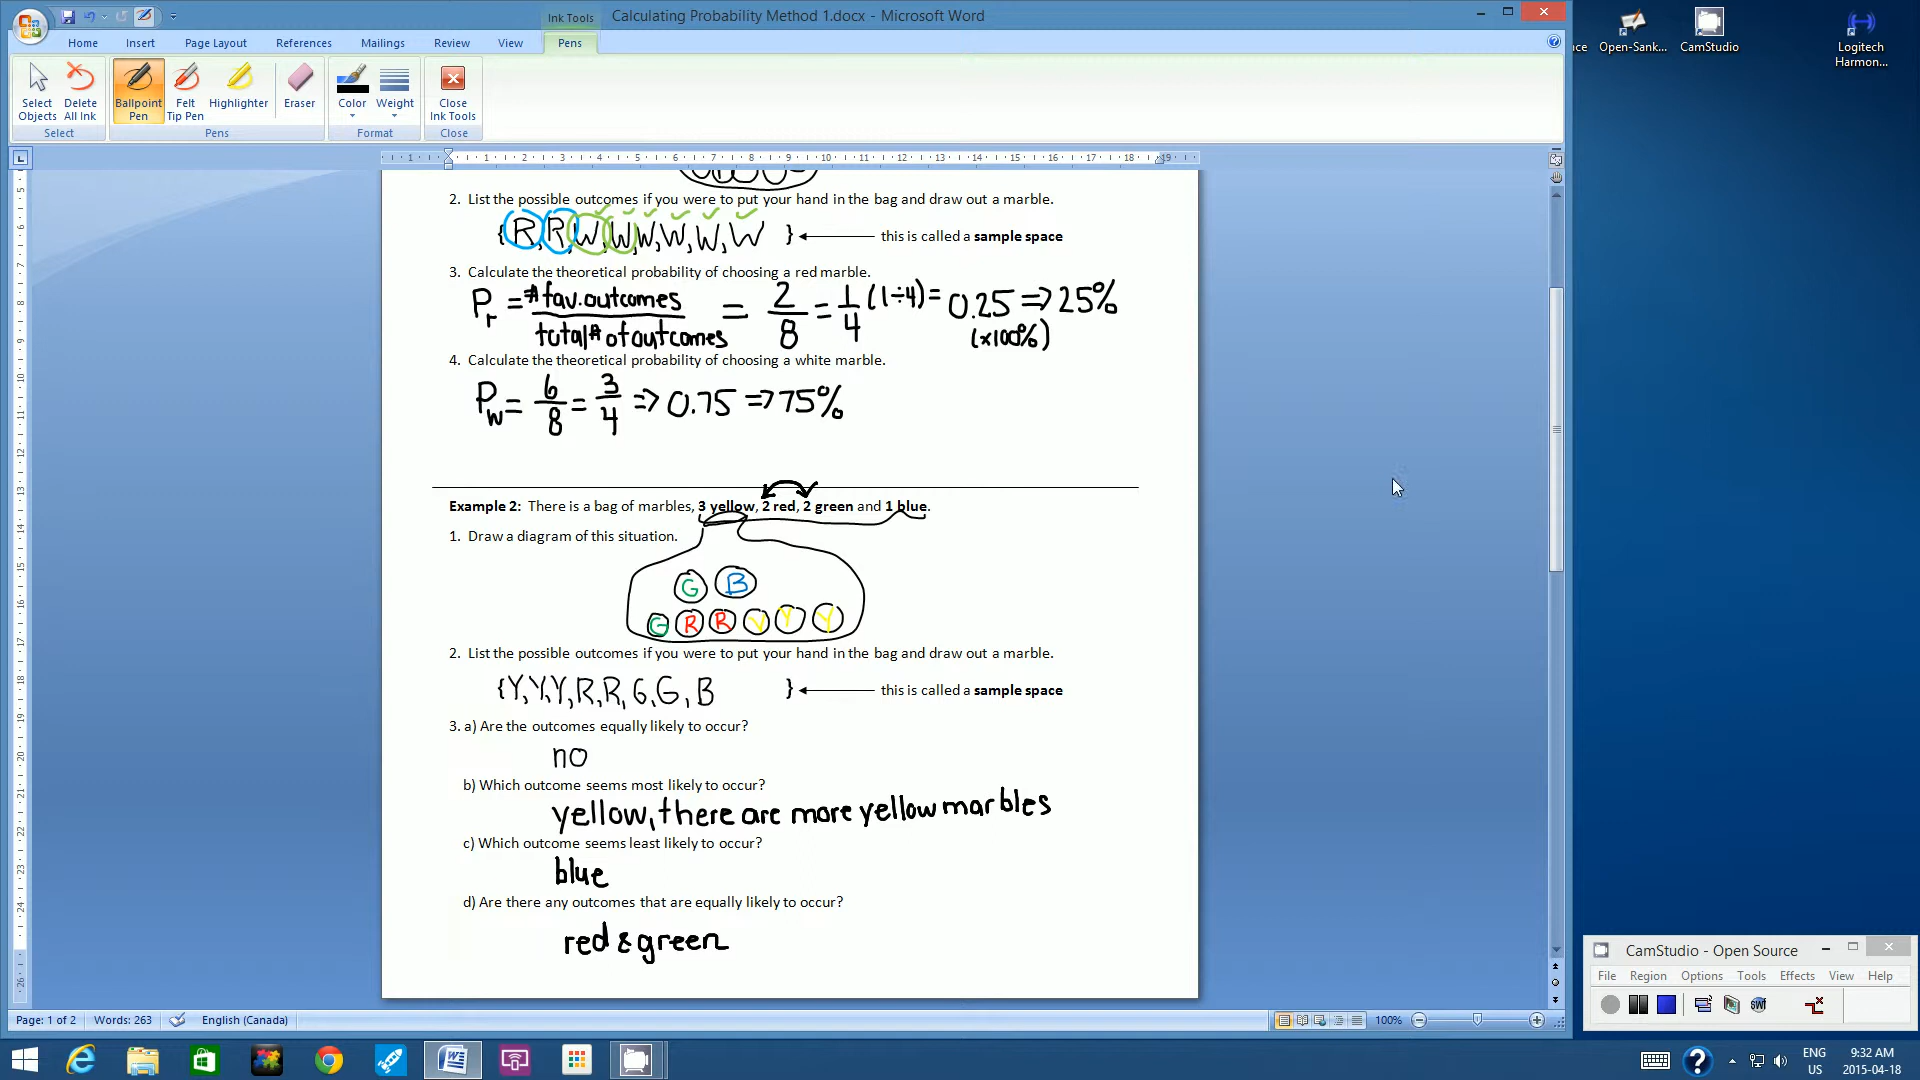 Ink Tools
Calculating Probability Method 1.docx - Microsoft Word
Home Insert Page Layout References Mailings Review View Pens
Select Objects Delete All Ink Ballpoint Pen Felt Tip Pen Highlighter Eraser Color Weight Close Ink Tools
Select Pens Format Close
2. List the possible outcomes if you were to put your hand in the bag and draw out a marble.
{R, R, W, W, W, W, W, W } this is called a sample space
3. Calculate the theoretical probability of choosing a red marble.
Pr = # fav. outcomes / total # of outcomes = 2/8 = 1/4 (1÷4) = 0.25 => 25%
(x100%)
4. Calculate the theoretical probability of choosing a white marble.
Pw = 6/8 = 3/4 => 0.75 => 75%
Example 2: There is a bag of marbles, 3 yellow, 2 red, 2 green and 1 blue.
1. Draw a diagram of this situation.
G B
G R R Y Y Y
2. List the possible outcomes if you were to put your hand in the bag and draw out a marble.
{Y, Y, Y, R, R, G, G, B } this is called a sample space
3. a) Are the outcomes equally likely to occur?
no
b) Which outcome seems most likely to occur?
yellow, there are more yellow marbles
c) Which outcome seems least likely to occur?
blue
d) Are there any outcomes that are equally likely to occur?
red & green
Page: 1 of 2 Words: 263 English (Canada) 100%
Open-Sank... CamStudio Logitech Harmon...
CamStudio - Open Source
File Region Options Tools Effects View Help
ENG US 9:32 AM 2015-04-18